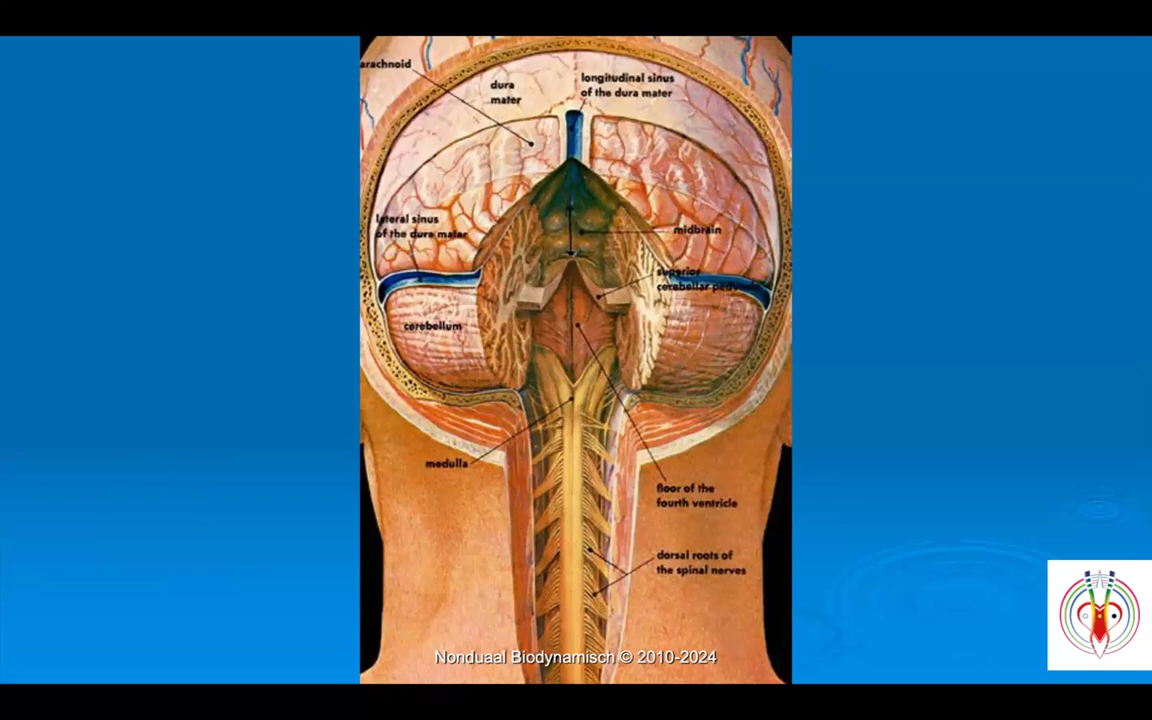 arachnoid
dura
mater
longitudinal sinus
of the dura mater
lateral sinus
of the dura mater
midbrain
superior
cerebellar
cerebellum
medulla
floor of the
fourth ventricle
dorsal roots of
the spinal nerves
Nonduaal Biodynamisch © 2010-2024